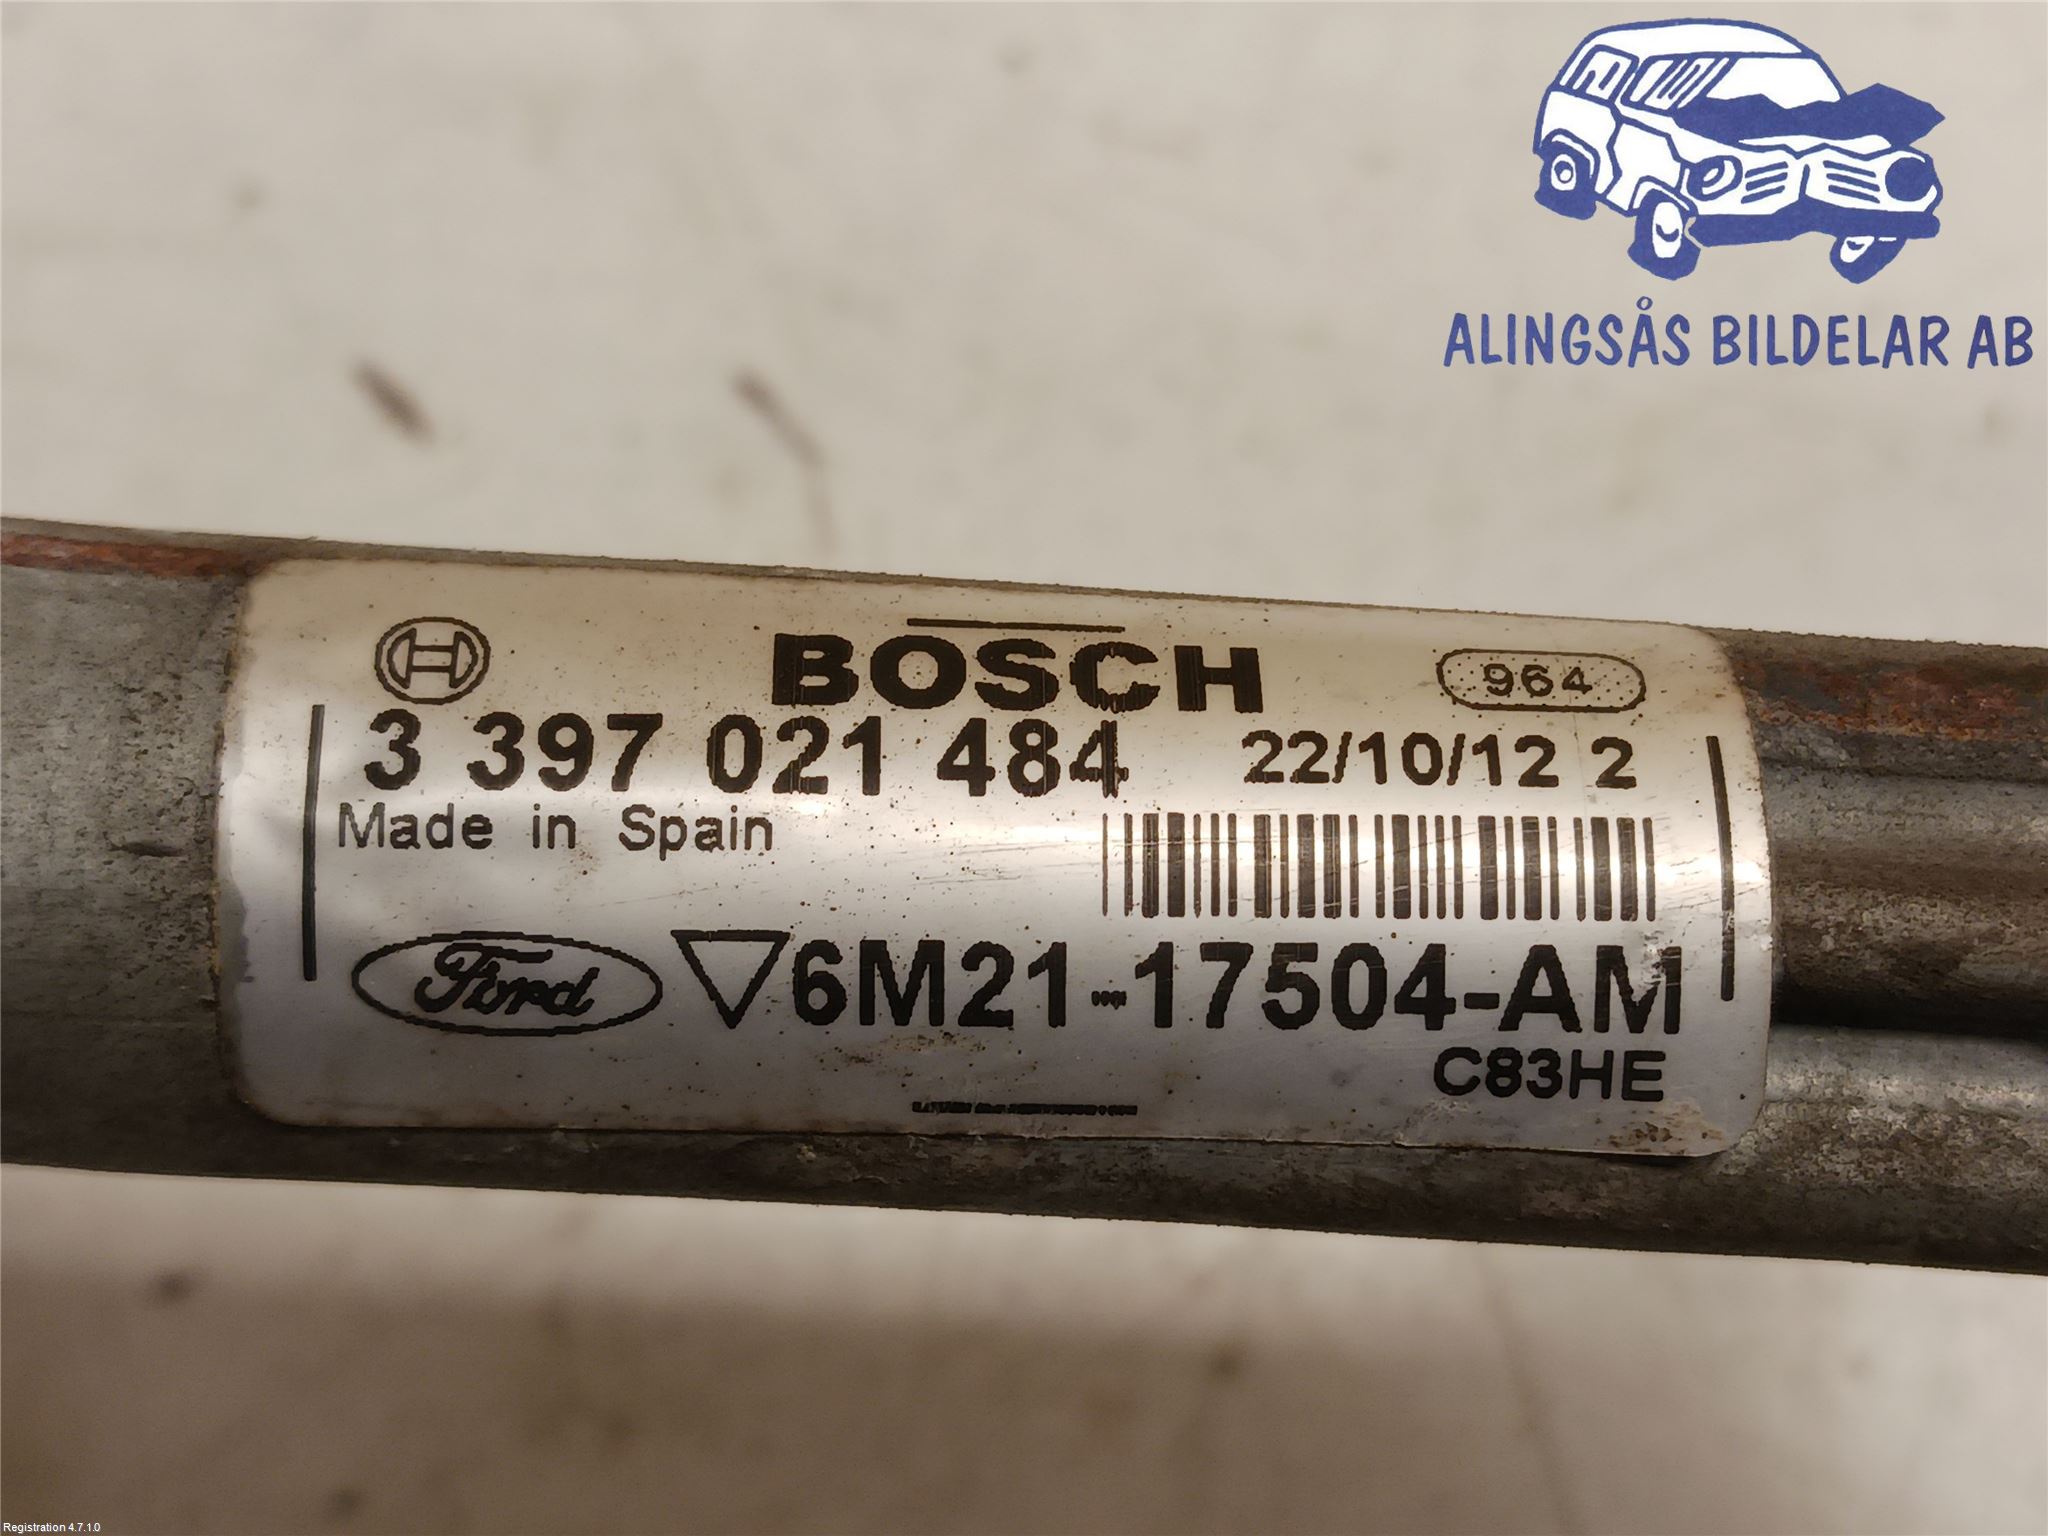 ALINGSÅS BILDELAR AB
BOSCH
964
3 397 021 484 22/10/12 2
Made in Spain
Ford 6M21-17504-AM
C83HE
Registration 4.7.1.0